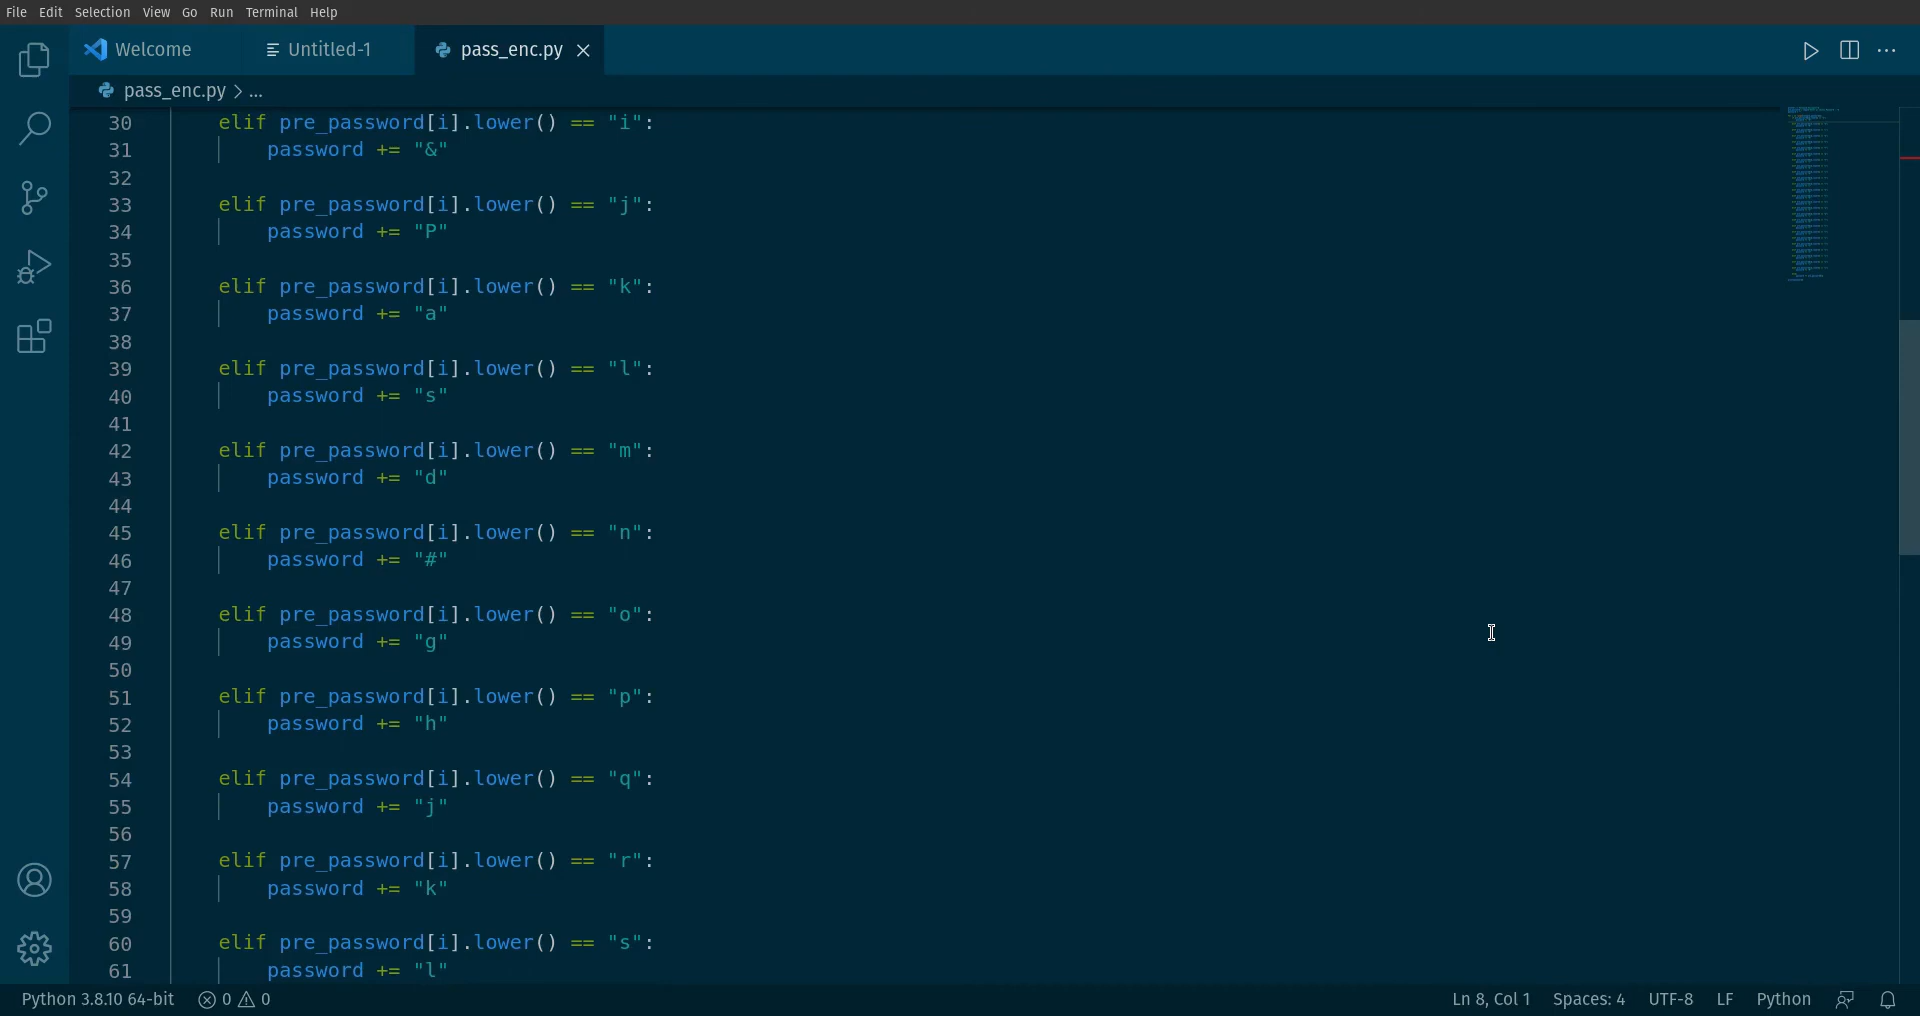 File Edit Selection View Go Run Terminal Help
Welcome Untitled-1 pass_enc.py
pass_enc.py > ...
30 elif pre_password[i].lower() == "i":
31 password += "&"
32
33 elif pre_password[i].lower() == "j":
34 password += "P"
35
36 elif pre_password[i].lower() == "k":
37 password += "a"
38
39 elif pre_password[i].lower() == "l":
40 password += "s"
41
42 elif pre_password[i].lower() == "m":
43 password += "d"
44
45 elif pre_password[i].lower() == "n":
46 password += "#"
47
48 elif pre_password[i].lower() == "o":
49 password += "g"
50
51 elif pre_password[i].lower() == "p":
52 password += "h"
53
54 elif pre_password[i].lower() == "q":
55 password += "j"
56
57 elif pre_password[i].lower() == "r":
58 password += "k"
59
60 elif pre_password[i].lower() == "s":
61 password += "l"
Python 3.8.10 64-bit 0 0 Ln 8, Col 1 Spaces: 4 UTF-8 LF Python